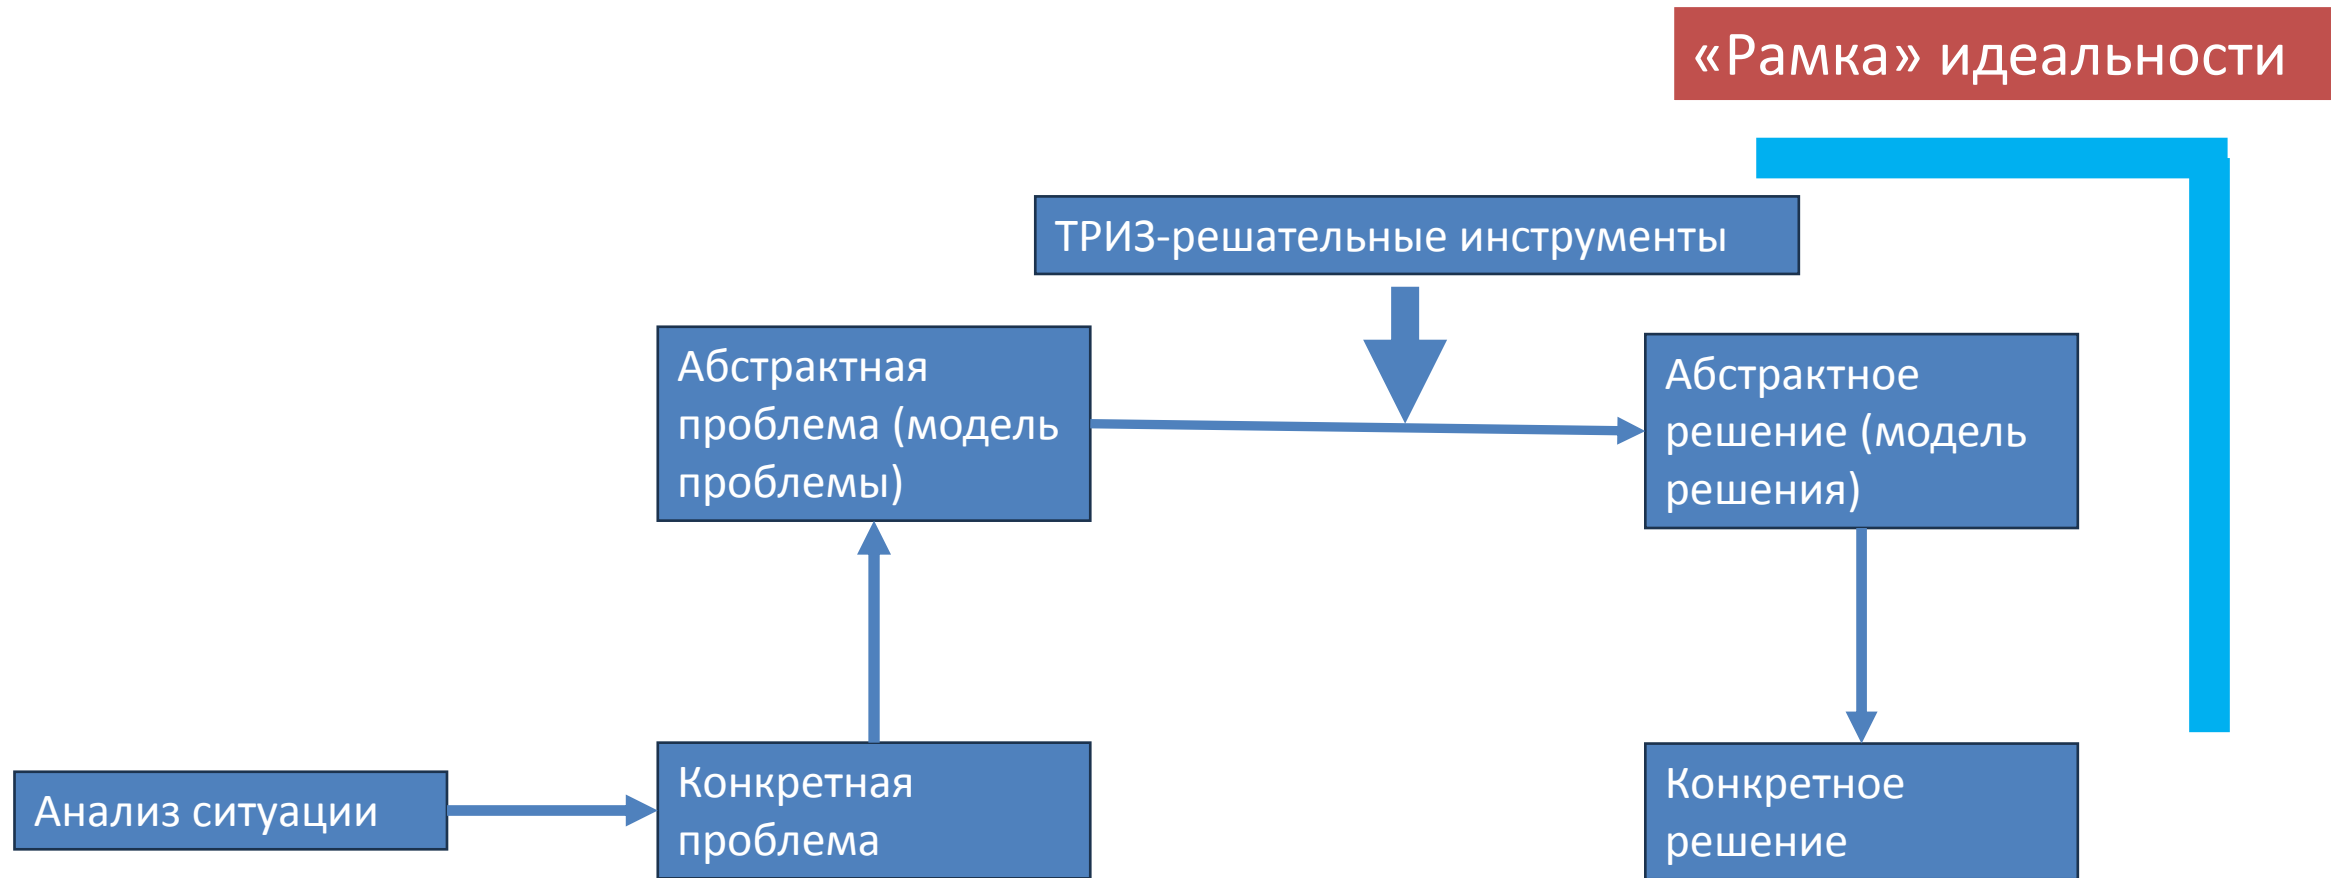 «Рамка» идеальности
ТРИЗ-решательные инструменты
Абстрактная
проблема (модель
проблемы)
Абстрактное
решение (модель
решения)
Анализ ситуации
Конкретная
проблема
Конкретное
решение